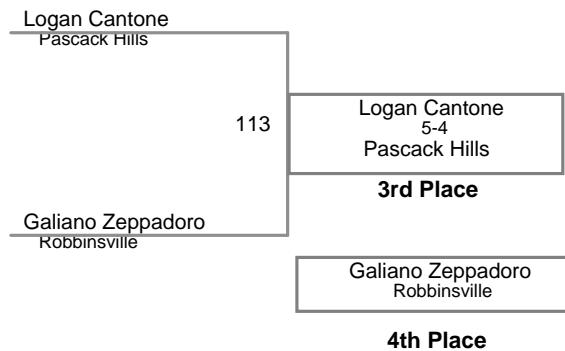 Logan Cantone
Pascack Hills
113
Logan Cantone
5-4
Pascack Hills
3rd Place
Galiano Zeppadoro
Robbinsville
Galiano Zeppadoro
Robbinsville
4th Place